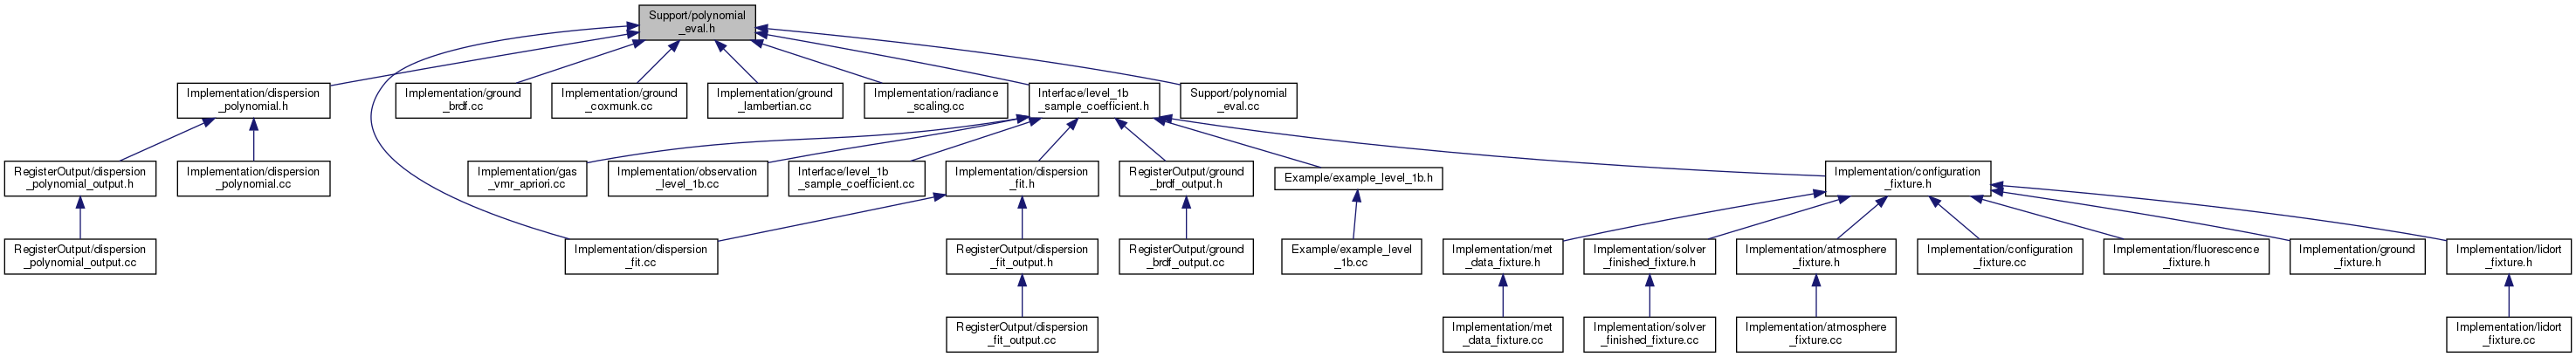 Support/polynomial
_eval.h
Implementation/dispersion
_polynomial.h
Implementation/ground
_brdf.cc
Implementation/ground
_coxmunk.cc
Implementation/ground
_lambertian.cc
Implementation/radiance
_scaling.cc
Interface/level_1b
_sample_coefficient.h
Support/polynomial
_eval.cc
RegisterOutput/dispersion
_polynomial_output.h
Implementation/dispersion
_polynomial.cc
Implementation/gas
_vmr_apriori.cc
Implementation/observation
_level_1b.cc
Interface/level_1b
_sample_coefficient.cc
Implementation/dispersion
_fit.h
RegisterOutput/ground
_brdf_output.h
Example/example_level_1b.h
Implementation/configuration
_fixture.h
RegisterOutput/dispersion
_polynomial_output.cc
Implementation/dispersion
_fit.cc
RegisterOutput/dispersion
_fit_output.h
RegisterOutput/ground
_brdf_output.cc
Example/example_level
_1b.cc
Implementation/met
_data_fixture.h
Implementation/solver
_finished_fixture.h
Implementation/atmosphere
_fixture.h
Implementation/configuration
_fixture.cc
Implementation/fluorescence
_fixture.h
Implementation/ground
_fixture.h
Implementation/lidort
_fixture.h
RegisterOutput/dispersion
_fit_output.cc
Implementation/met
_data_fixture.cc
Implementation/solver
_finished_fixture.cc
Implementation/atmosphere
_fixture.cc
Implementation/lidort
_fixture.cc